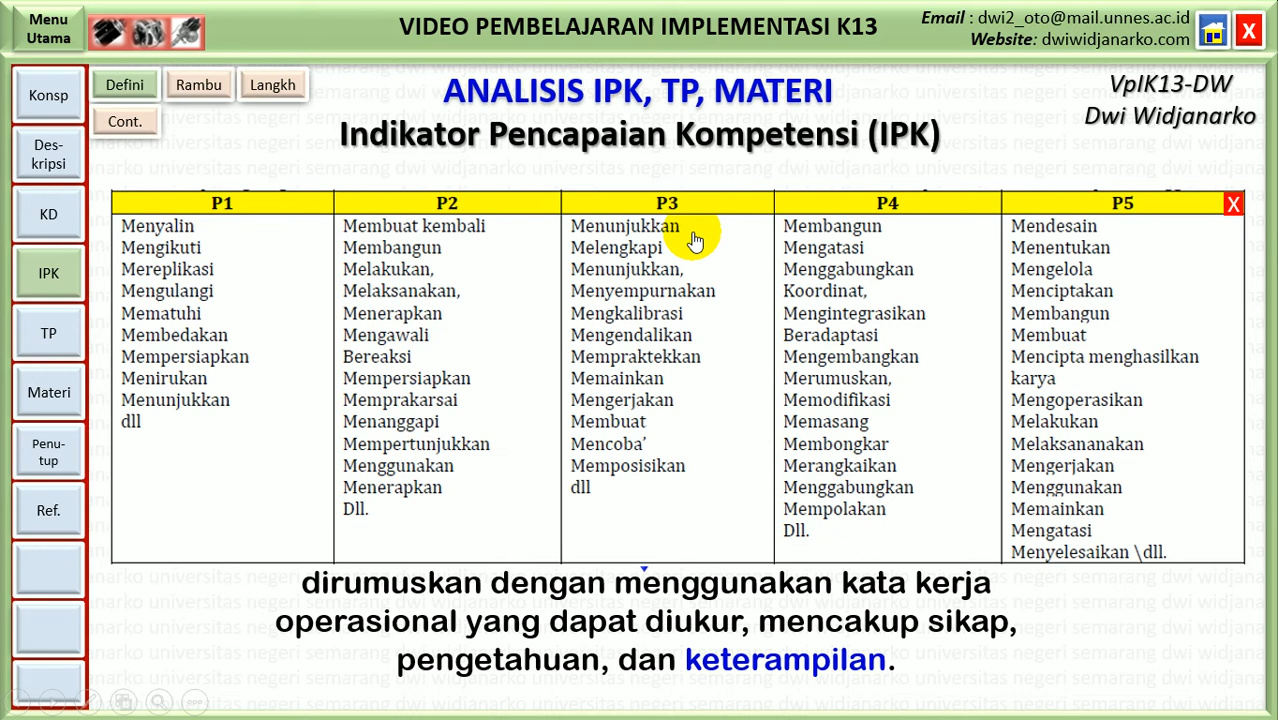 Menu
Utama
VIDEO PEMBELAJARAN IMPLEMENTASI K13
Email : dwi2_oto@mail.unnes.ac.id
Website: dwiwidjanarko.com
X
Konsp
Des-
kripsi
KD
IPK
TP
Materi
Penu-
tup
Ref.
Defini
Rambu
Langkh
Cont.
ANALISIS IPK, TP, MATERI
Indikator Pencapaian Kompetensi (IPK)
VpIK13-DW
Dwi Widjanarko
P1
Menyalin
Mengikuti
Mereplikasi
Mengulangi
Mematuhi
Membedakan
Mempersiapkan
Menirukan
Menunjukkan
dll
P2
Membuat kembali
Membangun
Melakukan,
Melaksanakan,
Menerapkan
Mengawali
Bereaksi
Mempersiapkan
Memprakarsai
Menanggapi
Mempertunjukkan
Menggunakan
Menerapkan
Dll.
P3
Menunjukkan
Melengkapi
Menunjukkan,
Menyempurnakan
Mengkalibrasi
Mengendalikan
Mempraktekkan
Memainkan
Mengerjakan
Membuat
Mencoba’
Memposisikan
dll
P4
Membangun
Mengatasi
Menggabungkan
Koordinat,
Mengintegrasikan
Beradaptasi
Mengembangkan
Merumuskan,
Memodifikasi
Memasang
Membongkar
Merangkaikan
Menggabungkan
Mempolakan
Dll.
P5
X
Mendesain
Menentukan
Mengelola
Menciptakan
Membangun
Membuat
Mencipta menghasilkan
karya
Mengoperasikan
Melakukan
Melaksananakan
Mengerjakan
Menggunakan
Memainkan
Mengatasi
Menyelesaikan \dll.
dirumuskan dengan menggunakan kata kerja
operasional yang dapat diukur, mencakup sikap,
pengetahuan, dan keterampilan.